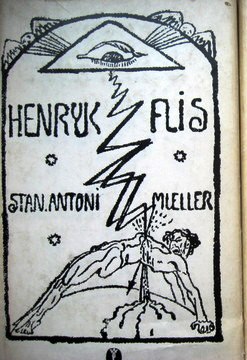 HENRYK FLIS
STAN. ANTONI MUELLER